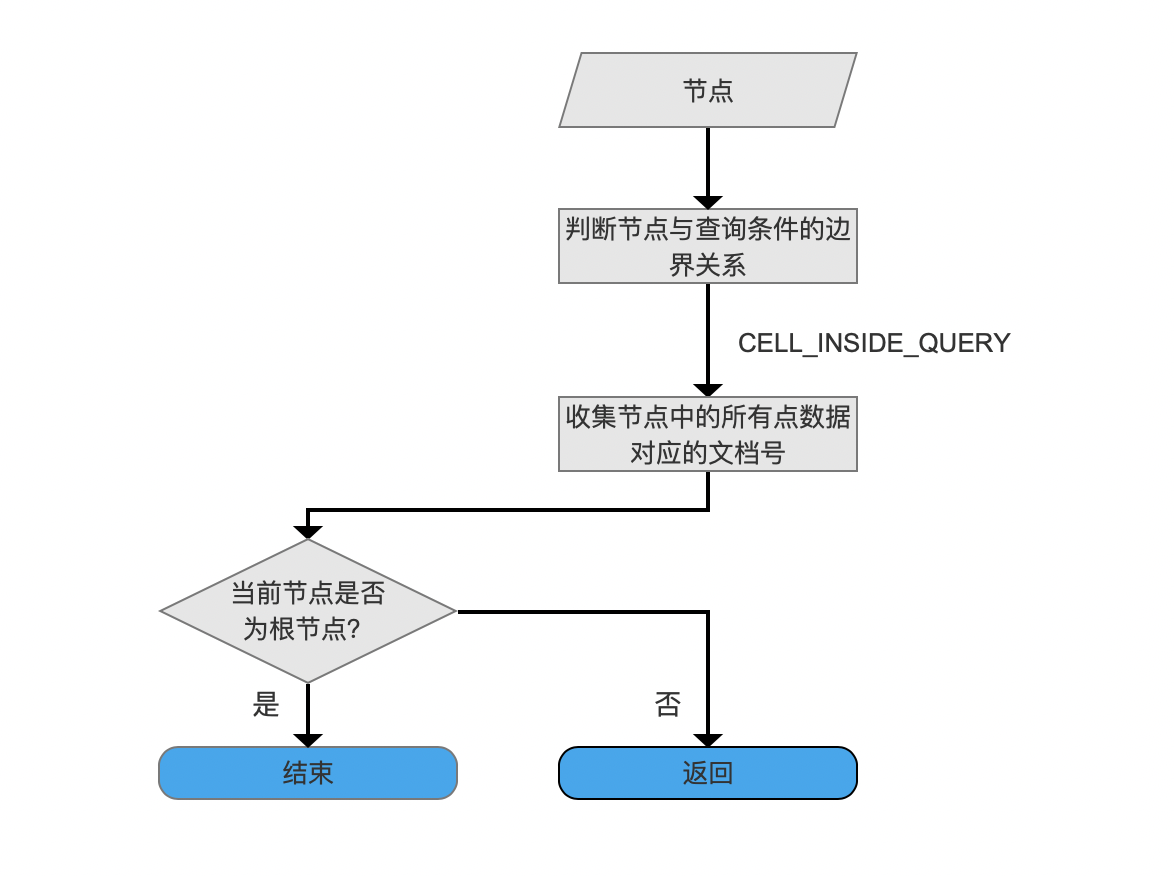 节点
判断节点与查询条件的边
界关系
CELL_INSIDE_QUERY
收集节点中的所有点数据
对应的文档号
当前节点是否
为根节点?
是
否
结束
返回